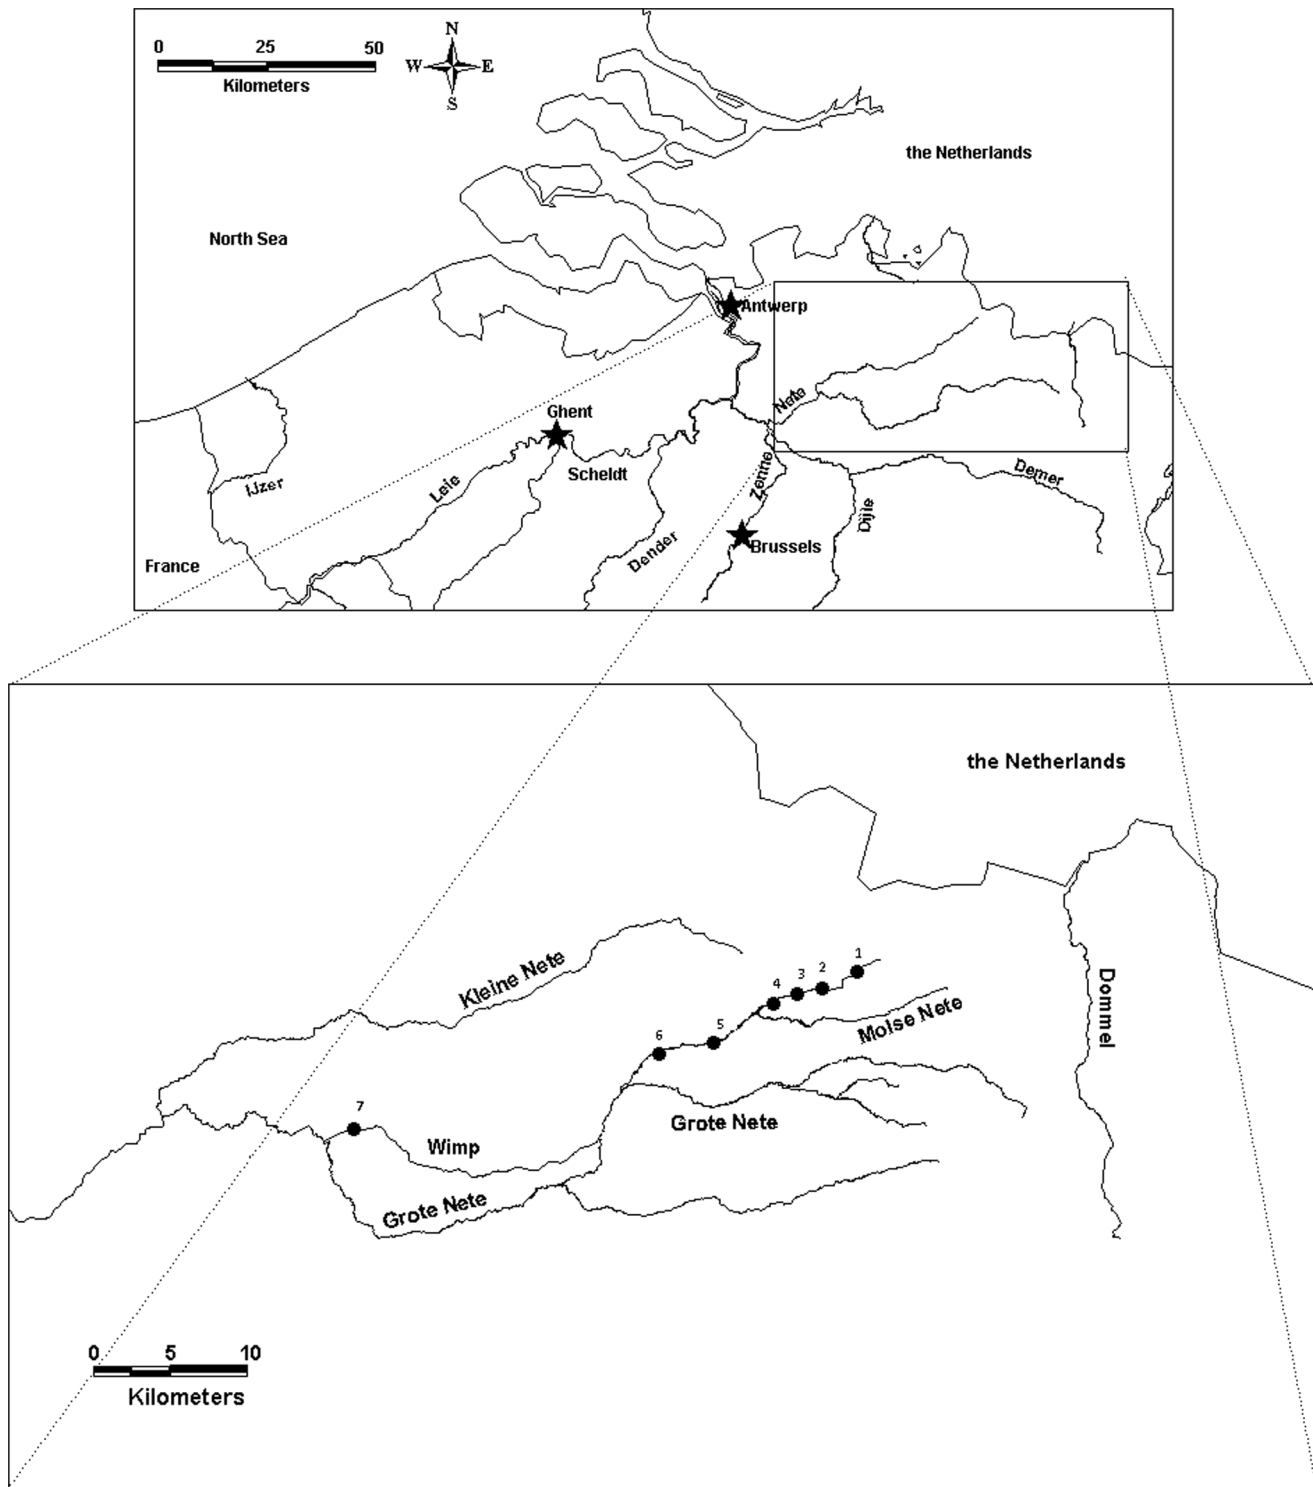 N
0 25 50
W E
Kilometers
S
the Netherlands
North Sea
Antwerp
Nete
Ghent
Scheldt
Leie
IJzer
Zenne
Demer
Dijle
Dender
Brussels
France
the Netherlands
1
2
3
4
Kleine Nete
Dommel
Molse Nete
5
6
7
Grote Nete
Wimp
Grote Nete
0 5 10
Kilometers